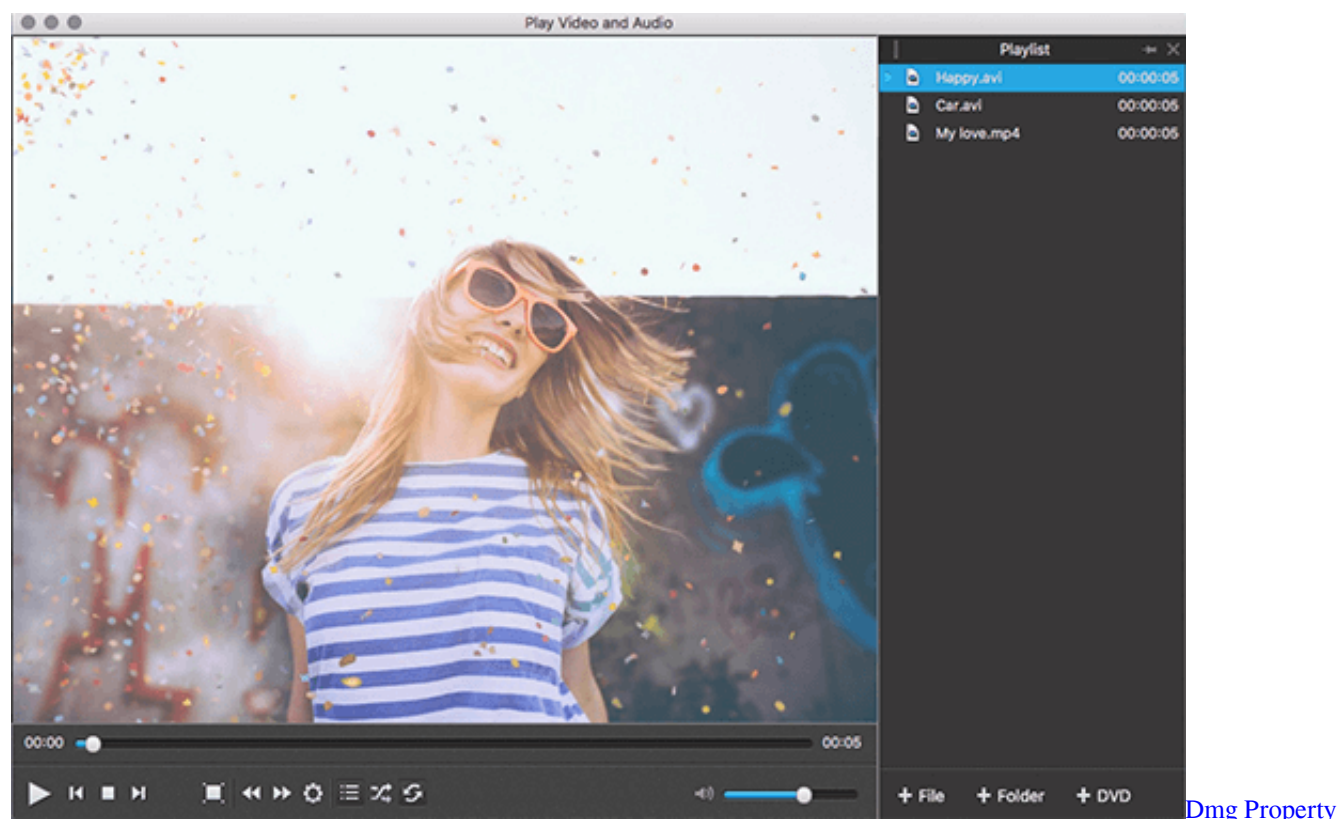 Play Video and Audio
Playlist
Happy.avi 00:00:05
Car.avi 00:00:05
My love.mp4 00:00:05
00:00 00:05
+ File + Folder + DVD
Dmg Property